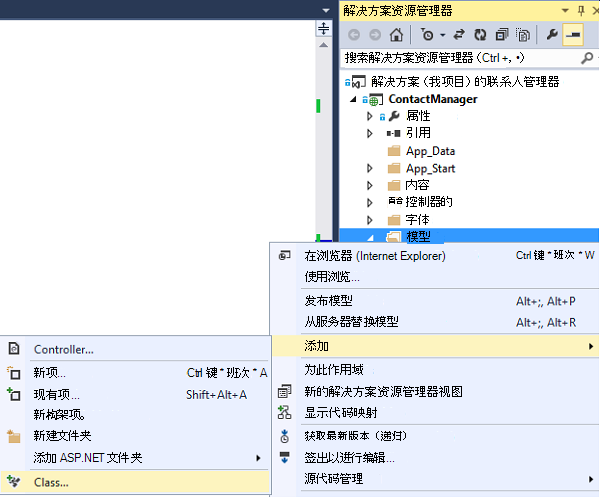 解决方案资源管理器
搜索解决方案资源管理器（Ctrl +, •）
解决方案（我项目）的联系人管理器
ContactManager
属性
引用
App_Data
App_Start
内容
控制器的
字体
模型
在浏览器 (Internet Explorer) Ctrl 键 * 班次 * W
使用浏览...
发布模型 Alt+;, Alt+P
从服务器替换模型 Alt+;, Alt+R
添加
为此作用域
新的解决方案资源管理器视图
显示代码映射
获取最新版本（递归）
签出以进行编辑...
源代码管理
Controller...
新项... Ctrl 键 * 班次 * A
现有项... Shift+Alt+A
新构架项。
新建文件夹
添加 ASP.NET 文件夹
Class...